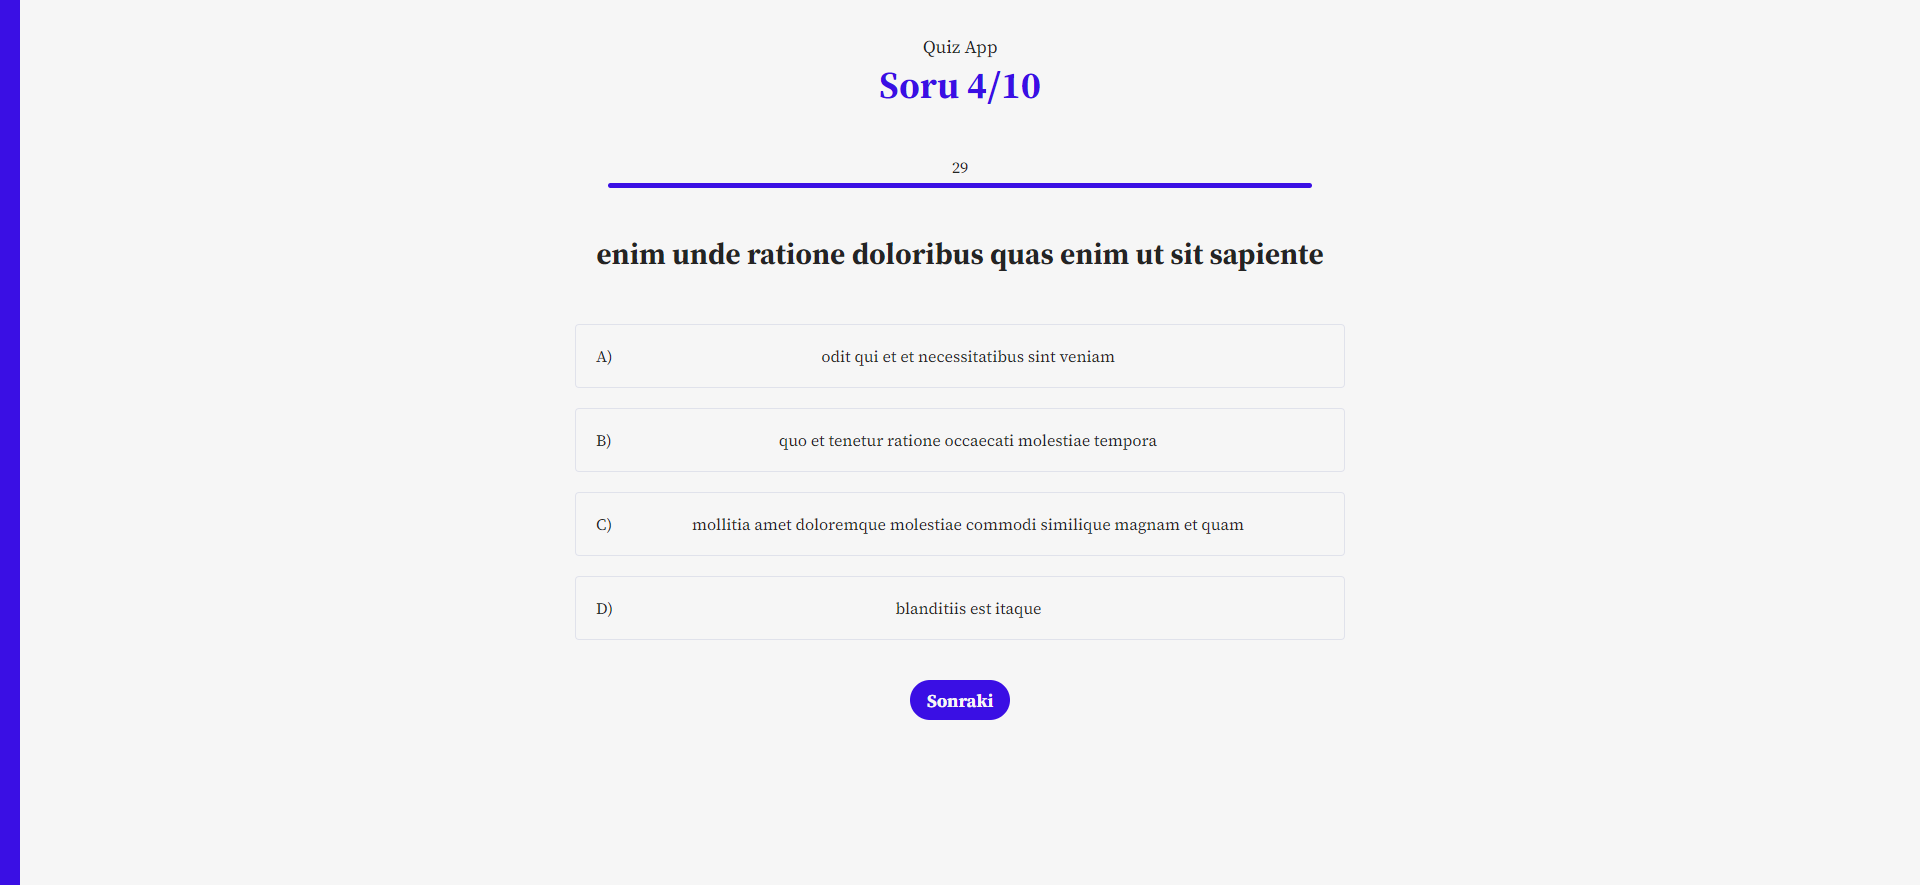 Quiz App
Soru 4/10
29
enim unde ratione doloribus quas enim ut sit sapiente
A) odit qui et et necessitatibus sint veniam
B) quo et tenetur ratione occaecati molestiae tempora
C) mollitia amet doloremque molestiae commodi similique magnam et quam
D) blanditiis est itaque
Sonraki